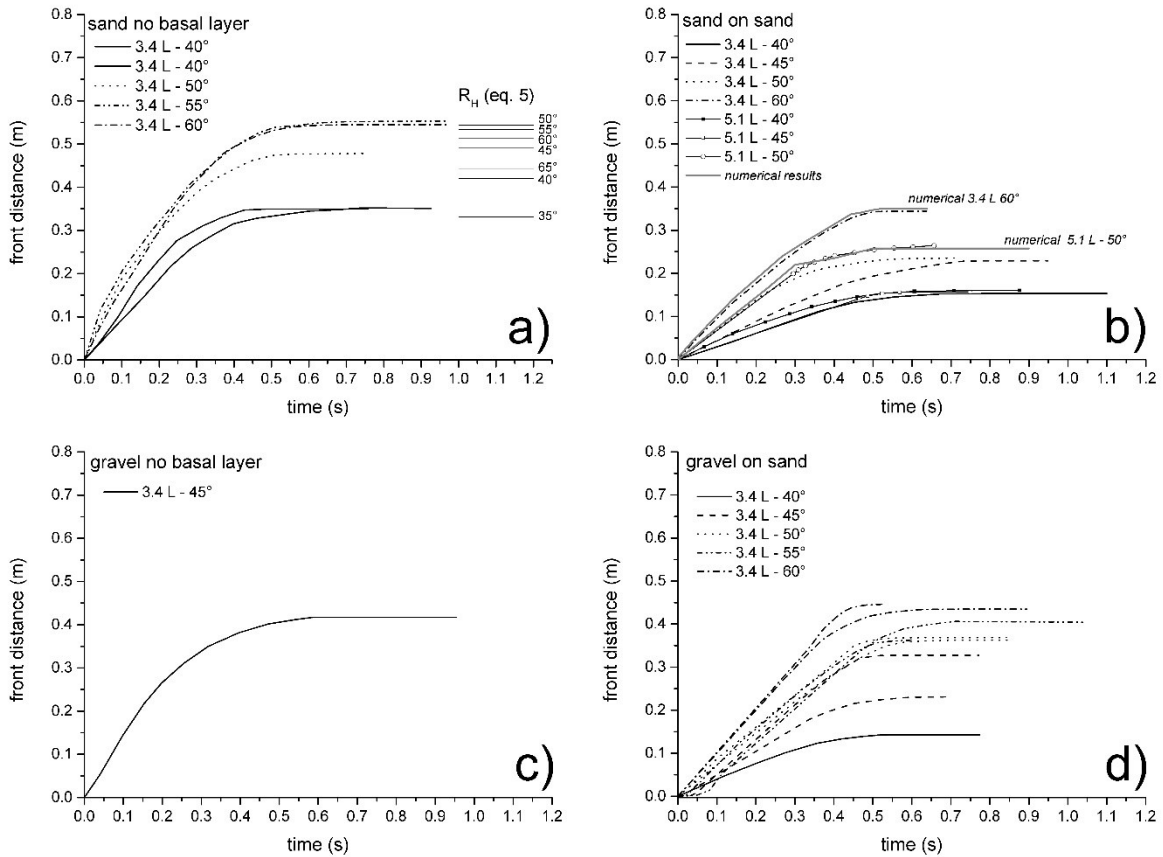 sand no basal layer
3.4 L - 40°
3.4 L - 40°
3.4 L - 50°
3.4 L - 55°
3.4 L - 60°
R_H (eq. 5)
50°
55°
60°
45°
65°
40°
35°
0.8
0.7
0.6
0.5
0.4
0.3
0.2
0.1
0.0
front distance (m)
0.0 0.1 0.2 0.3 0.4 0.5 0.6 0.7 0.8 0.9 1.0 1.1 1.2
time (s)
a)
sand on sand
3.4 L - 40°
3.4 L - 45°
3.4 L - 50°
3.4 L - 60°
5.1 L - 40°
5.1 L - 45°
5.1 L - 50°
numerical results
numerical 3.4 L 60°
numerical 5.1 L - 50°
0.8
0.7
0.6
0.5
0.4
0.3
0.2
0.1
0.0
front distance (m)
0.0 0.1 0.2 0.3 0.4 0.5 0.6 0.7 0.8 0.9 1.0 1.1 1.2
time (s)
b)
gravel no basal layer
3.4 L - 45°
0.8
0.7
0.6
0.5
0.4
0.3
0.2
0.1
0.0
front distance (m)
0.0 0.1 0.2 0.3 0.4 0.5 0.6 0.7 0.8 0.9 1.0 1.1 1.2
time (s)
c)
gravel on sand
3.4 L - 40°
3.4 L - 45°
3.4 L - 50°
3.4 L - 55°
3.4 L - 60°
0.8
0.7
0.6
0.5
0.4
0.3
0.2
0.1
0.0
front distance (m)
0.0 0.1 0.2 0.3 0.4 0.5 0.6 0.7 0.8 0.9 1.0 1.1 1.2
time (s)
d)